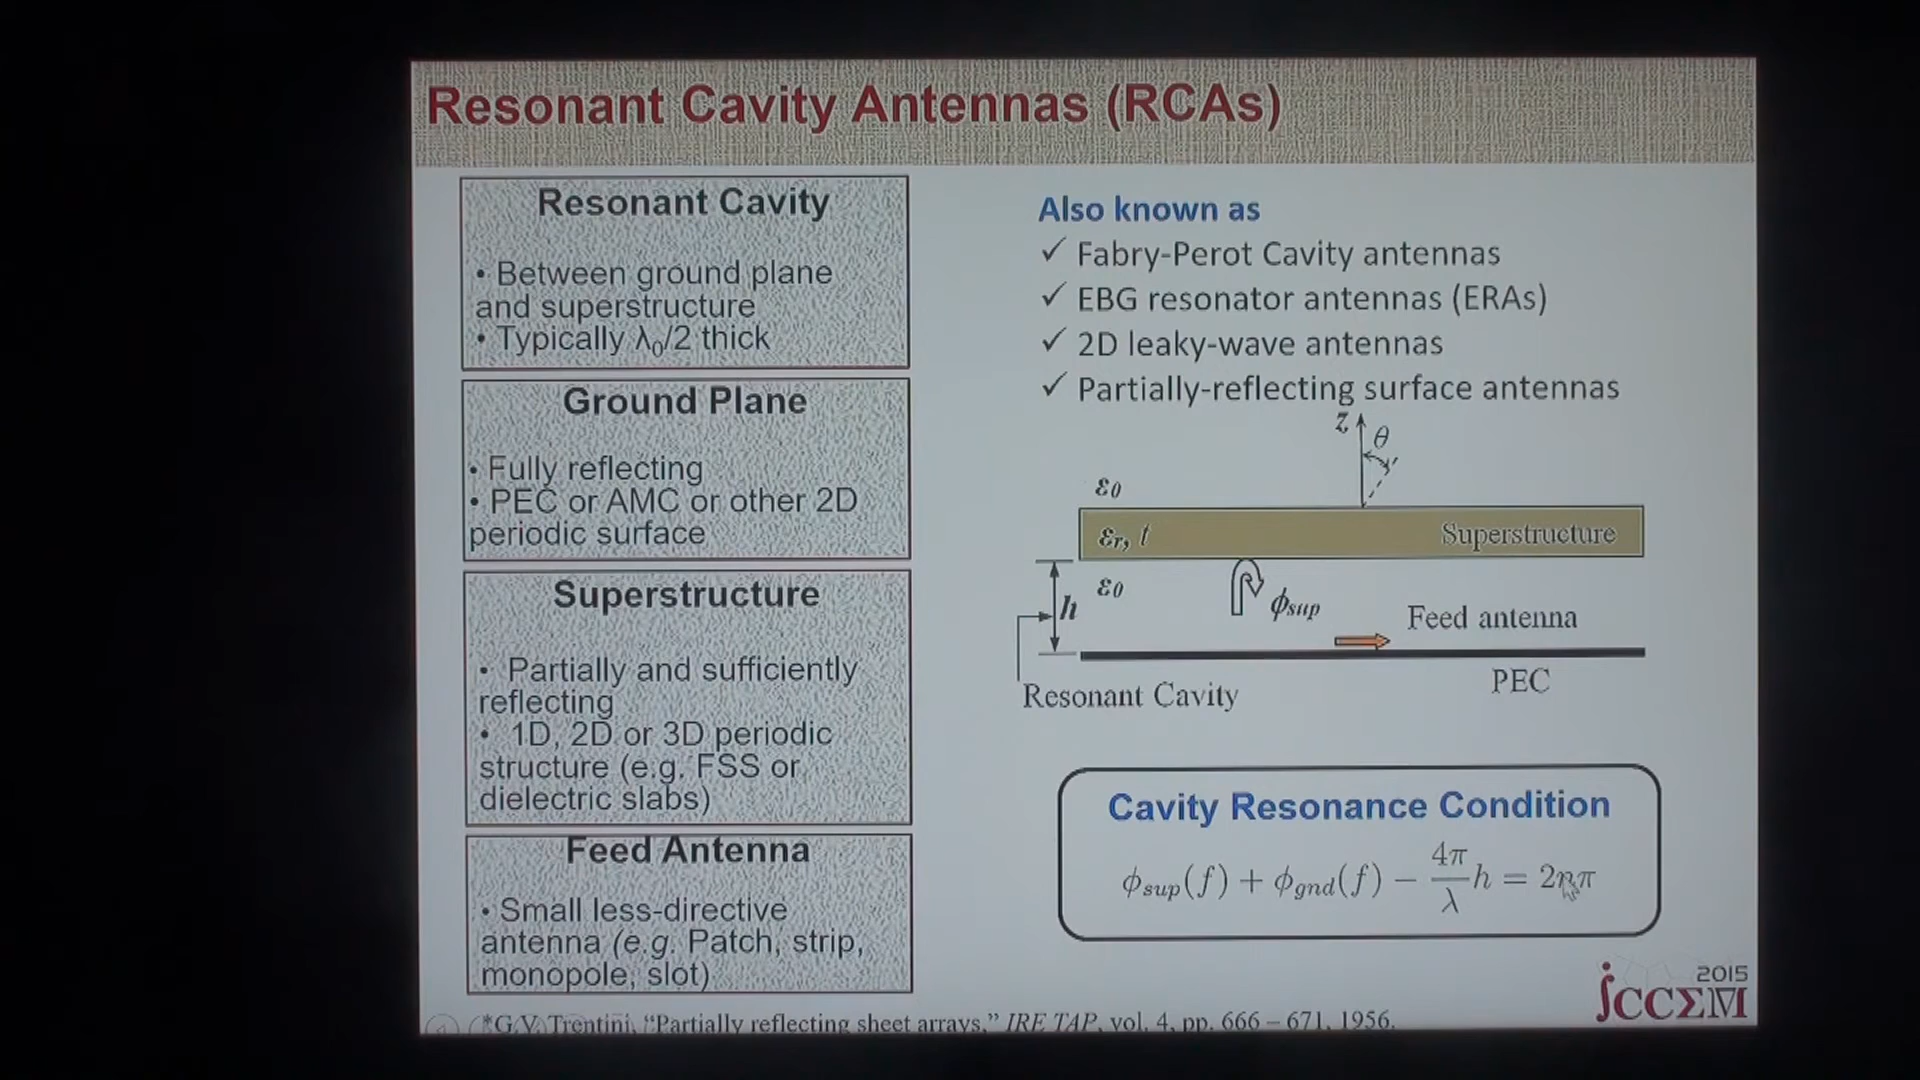 Resonant Cavity Antennas (RCAs)
Resonant Cavity
• Between ground plane
and superstructure
• Typically λ₀/2 thick
Ground Plane
• Fully reflecting
• PEC or AMC or other 2D
periodic surface
Superstructure
• Partially and sufficiently
reflecting
• 1D, 2D or 3D periodic
structure (e.g. FSS or
dielectric slabs)
Feed Antenna
• Small less-directive
antenna (e.g. Patch, strip,
monopole, slot)
Also known as
✓ Fabry-Perot Cavity antennas
✓ EBG resonator antennas (ERAs)
✓ 2D leaky-wave antennas
✓ Partially-reflecting surface antennas
z θ
ε0
εr, t Superstructure
ε0
h
ϕsup
Feed antenna
PEC
Resonant Cavity
Cavity Resonance Condition
ϕsup(f) + ϕgnd(f) − 4π/λ h = 2nπ
2015
jCCΣM
*G.V. Trentini, “Partially reflecting sheet arrays,” IRE TAP, vol. 4, pp. 666 – 671, 1956.